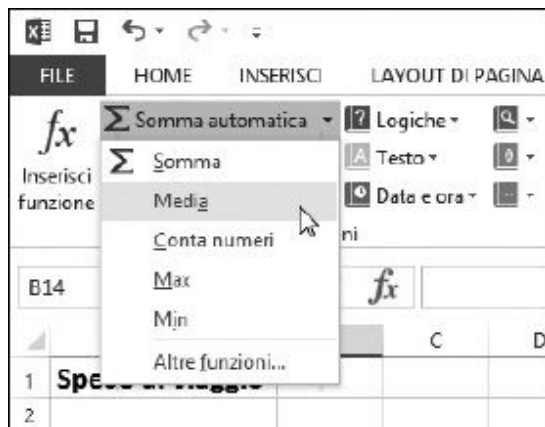 FILE HOME INSERISCI LAYOUT DI PAGINA
fx
Inserisci
funzione
Σ Somma automatica
Σ Somma
Media
Conta numeri
Max
Min
Altre funzioni...
? Logiche
A Testo
Data e ora
ni
B14 fx
C D
1
2